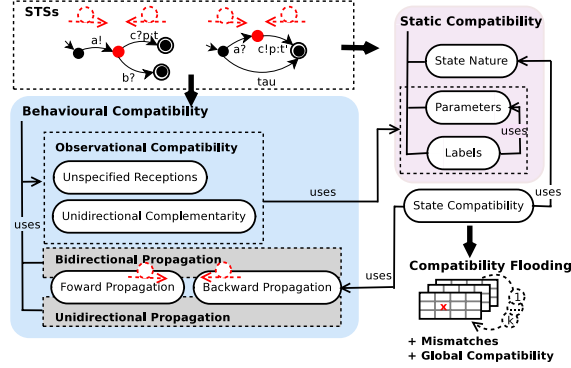 STSs
a!
c?p:t
b?
a?
c!p:t'
tau
Static Compatibility
State Nature
Parameters
uses
Labels
uses
Behavioural Compatibility
Observational Compatibility
Unspecified Receptions
Unidirectional Complementarity
uses
uses
State Compatibility
Bidirectional Propagation
Foward Propagation
Backward Propagation
uses
Unidirectional Propagation
Compatibility Flooding
x
1
k
+ Mismatches
+ Global Compatibility